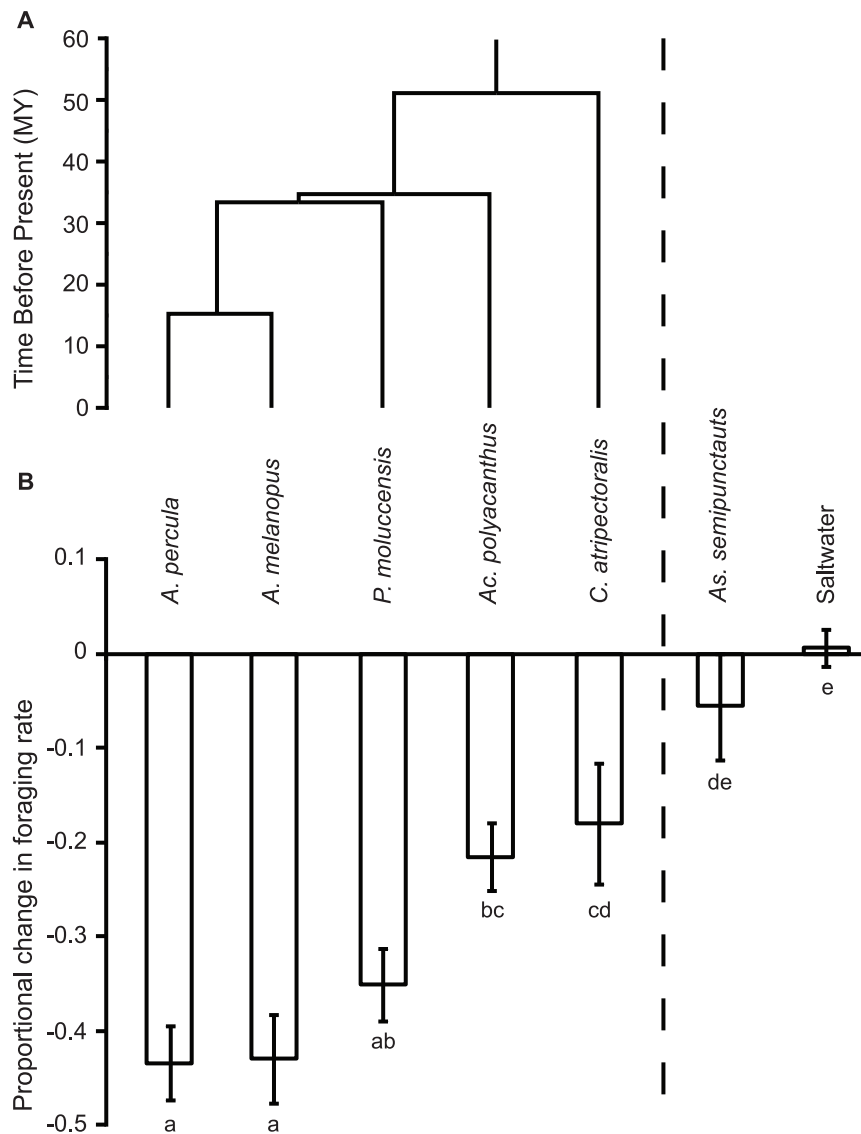 A
Time Before Present (MY)
60
50
40
30
20
10
0
B
A. percula
A. melanopus
P. moluccensis
Ac. polyacanthus
C. atripectoralis
As. semipunctauts
Saltwater
Proportional change in foraging rate
0.1
0
-0.1
-0.2
-0.3
-0.4
-0.5
a
a
ab
bc
cd
de
e